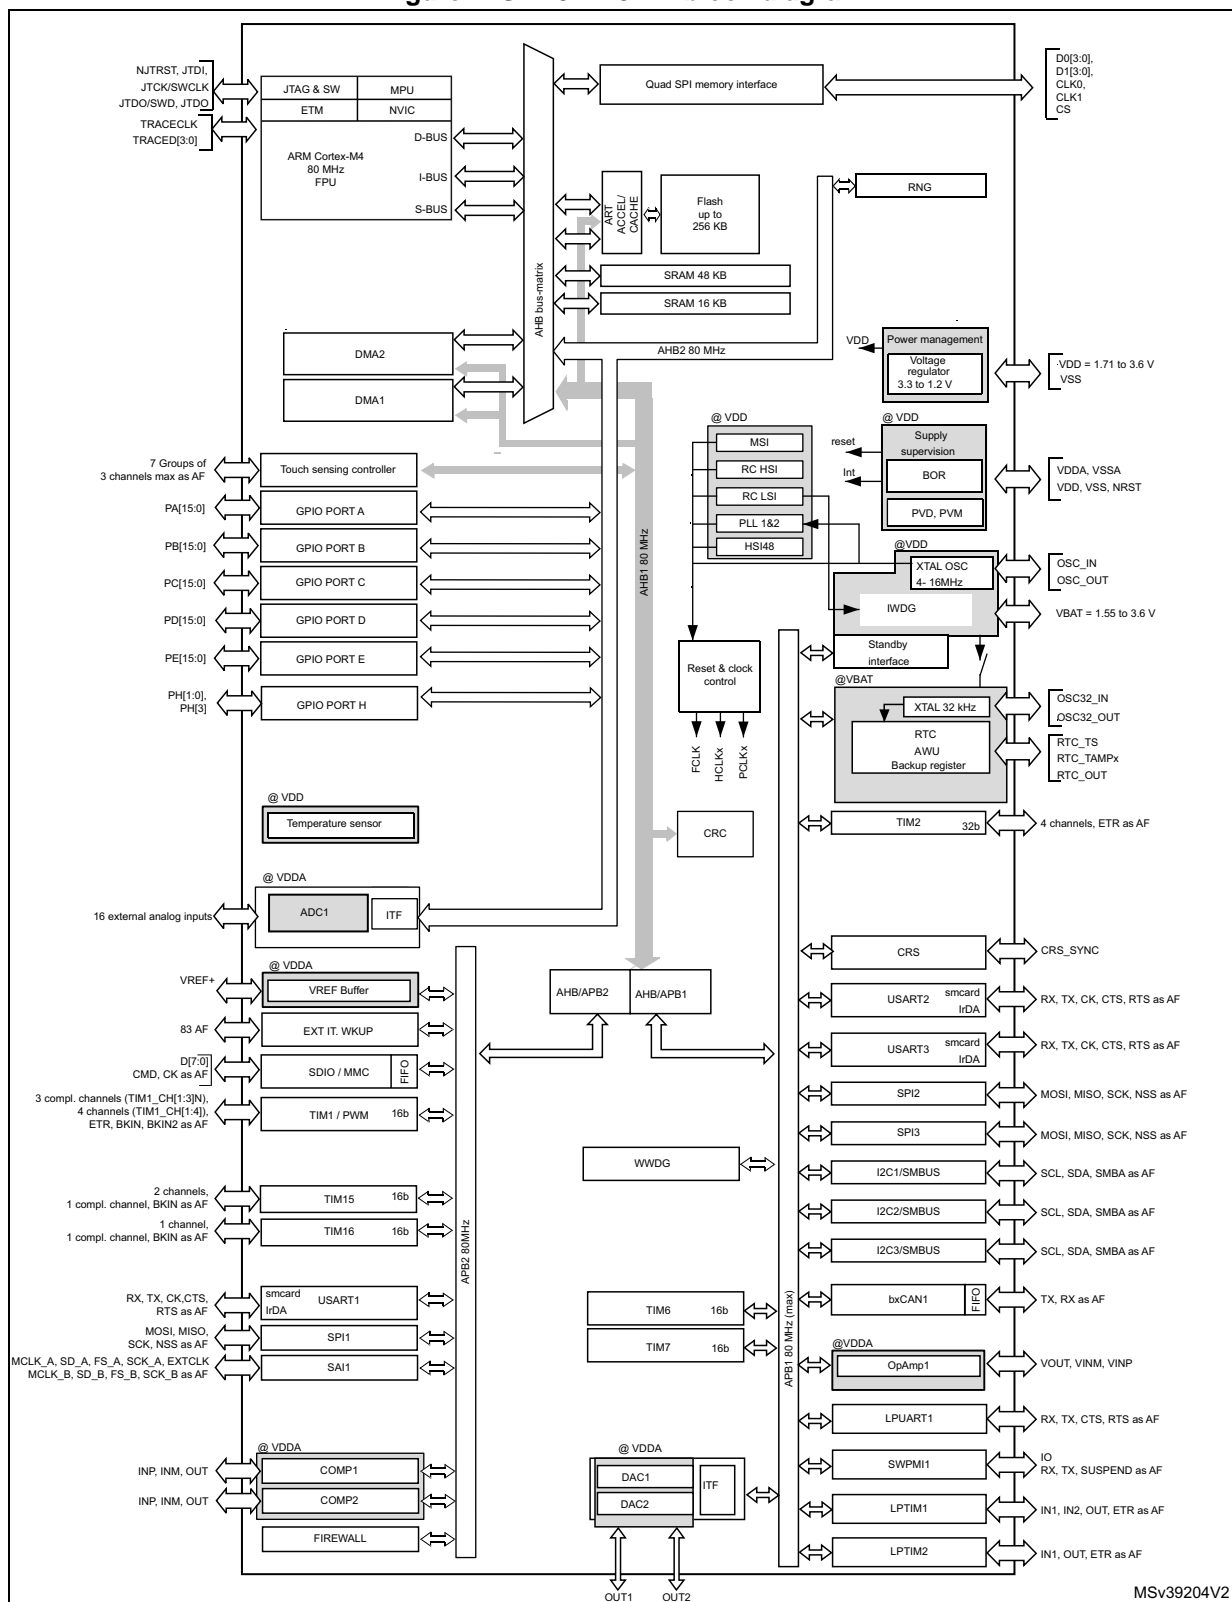 NJTRST, JTDI,
JTCK/SWCLK
JTDO/SWD, JTDO
TRACECLK
TRACED[3:0]
JTAG & SW
MPU
ETM
NVIC
ARM Cortex-M4
80 MHz
FPU
D-BUS
I-BUS
S-BUS
AHB bus-matrix
Quad SPI memory interface
D0[3:0],
D1[3:0],
CLK0,
CLK1
CS
ART
ACCEL/
CACHE
Flash
up to
256 KB
RNG
SRAM 48 KB
SRAM 16 KB
AHB2 80 MHz
DMA2
DMA1
VDD
Power management
Voltage
regulator
3.3 to 1.2 V
VDD = 1.71 to 3.6 V
VSS
@ VDD
MSI
RC HSI
RC LSI
PLL 1&2
HSI48
@ VDD
reset
Int
Supply
supervision
BOR
PVD, PVM
VDDA, VSSA
VDD, VSS, NRST
7 Groups of
3 channels max as AF
Touch sensing controller
PA[15:0]
GPIO PORT A
PB[15:0]
GPIO PORT B
PC[15:0]
GPIO PORT C
PD[15:0]
GPIO PORT D
PE[15:0]
GPIO PORT E
PH[1:0],
PH[3]
GPIO PORT H
AHB1 80 MHz
@VDD
XTAL OSC
4- 16MHz
IWDG
OSC_IN
OSC_OUT
VBAT = 1.55 to 3.6 V
Standby
interface
Reset & clock
control
FCLK
HCLKx
PCLKx
@VBAT
XTAL 32 kHz
RTC
AWU
Backup register
OSC32_IN
OSC32_OUT
RTC_TS
RTC_TAMPx
RTC_OUT
@ VDD
Temperature sensor
CRC
TIM2
32b
4 channels, ETR as AF
@ VDDA
16 external analog inputs
ADC1
ITF
CRS
CRS_SYNC
@ VDDA
VREF+
VREF Buffer
AHB/APB2
AHB/APB1
USART2
smcard
IrDA
RX, TX, CK, CTS, RTS as AF
83 AF
EXT IT. WKUP
USART3
smcard
IrDA
RX, TX, CK, CTS, RTS as AF
D[7:0]
CMD, CK as AF
SDIO / MMC
FIFO
SPI2
MOSI, MISO, SCK, NSS as AF
3 compl. channels (TIM1_CH[1:3]N),
4 channels (TIM1_CH[1:4]),
ETR, BKIN, BKIN2 as AF
TIM1 / PWM
16b
SPI3
MOSI, MISO, SCK, NSS as AF
WWDG
I2C1/SMBUS
SCL, SDA, SMBA as AF
2 channels,
1 compl. channel, BKIN as AF
TIM15
16b
I2C2/SMBUS
SCL, SDA, SMBA as AF
1 channel,
1 compl. channel, BKIN as AF
TIM16
16b
I2C3/SMBUS
SCL, SDA, SMBA as AF
APB2 80MHz
APB1 80 MHz (max)
RX, TX, CK,CTS,
RTS as AF
smcard
IrDA
USART1
TIM6
16b
bxCAN1
FIFO
TX, RX as AF
MOSI, MISO,
SCK, NSS as AF
SPI1
TIM7
16b
@VDDA
OpAmp1
VOUT, VINM, VINP
MCLK_A, SD_A, FS_A, SCK_A, EXTCLK
MCLK_B, SD_B, FS_B, SCK_B as AF
SAI1
LPUART1
RX, TX, CTS, RTS as AF
@ VDDA
INP, INM, OUT
COMP1
INP, INM, OUT
COMP2
FIREWALL
@ VDDA
DAC1
DAC2
ITF
OUT1
OUT2
SWPMI1
IO
RX, TX, SUSPEND as AF
LPTIM1
IN1, IN2, OUT, ETR as AF
LPTIM2
IN1, OUT, ETR as AF
MSv39204V2